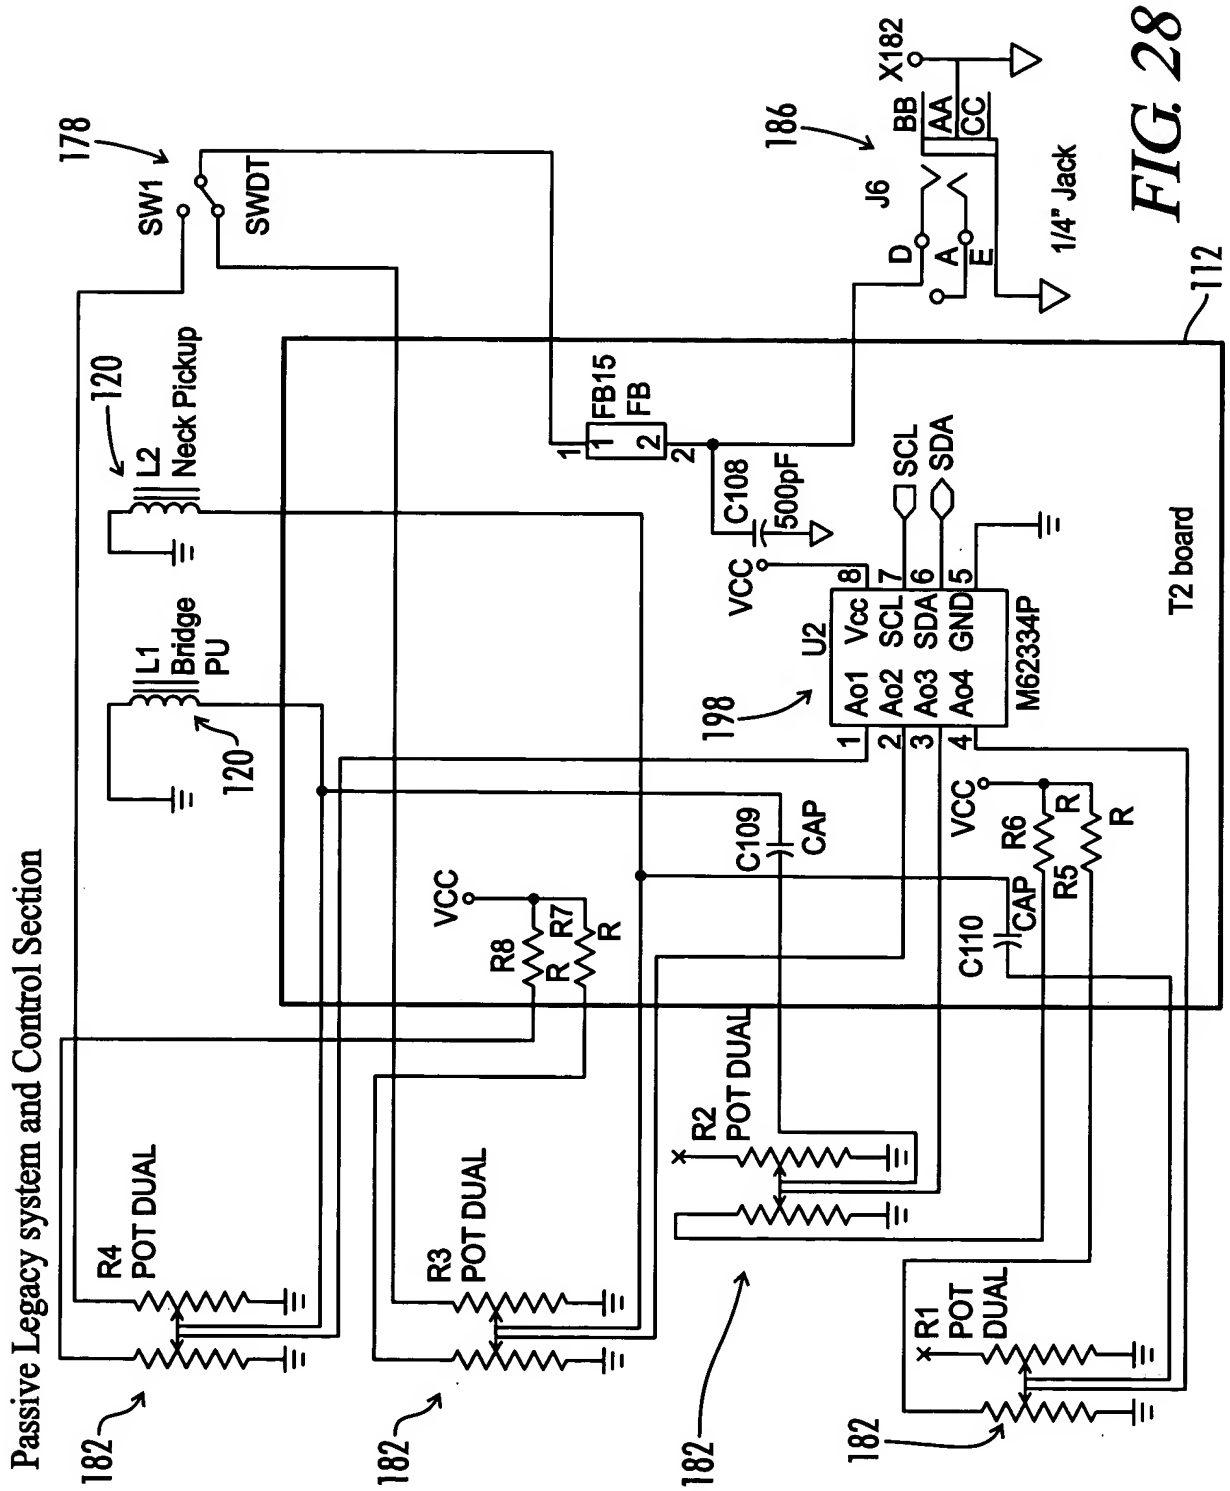 Passive Legacy system and Control Section
182
R4
POT DUAL
182
R3
POT DUAL
182
R2
POT DUAL
182
R1
POT
DUAL
120
L1
Bridge
PU
120
L2
Neck Pickup
178
SW1
SWDT
VCC
R8
R
R7
R
C109
CAP
C110
CAP
VCC
R6
R
R5
R
198
U2
1
Ao1
Vcc
8
2
Ao2
SCL
7
3
Ao3
SDA
6
4
Ao4
GND
5
M62334P
VCC
SCL
SDA
C108
500pF
1
1
FB15
FB
2
2
T2 board
112
186
J6
D
A
E
BB
AA
CC
X182
1/4" Jack
FIG. 28